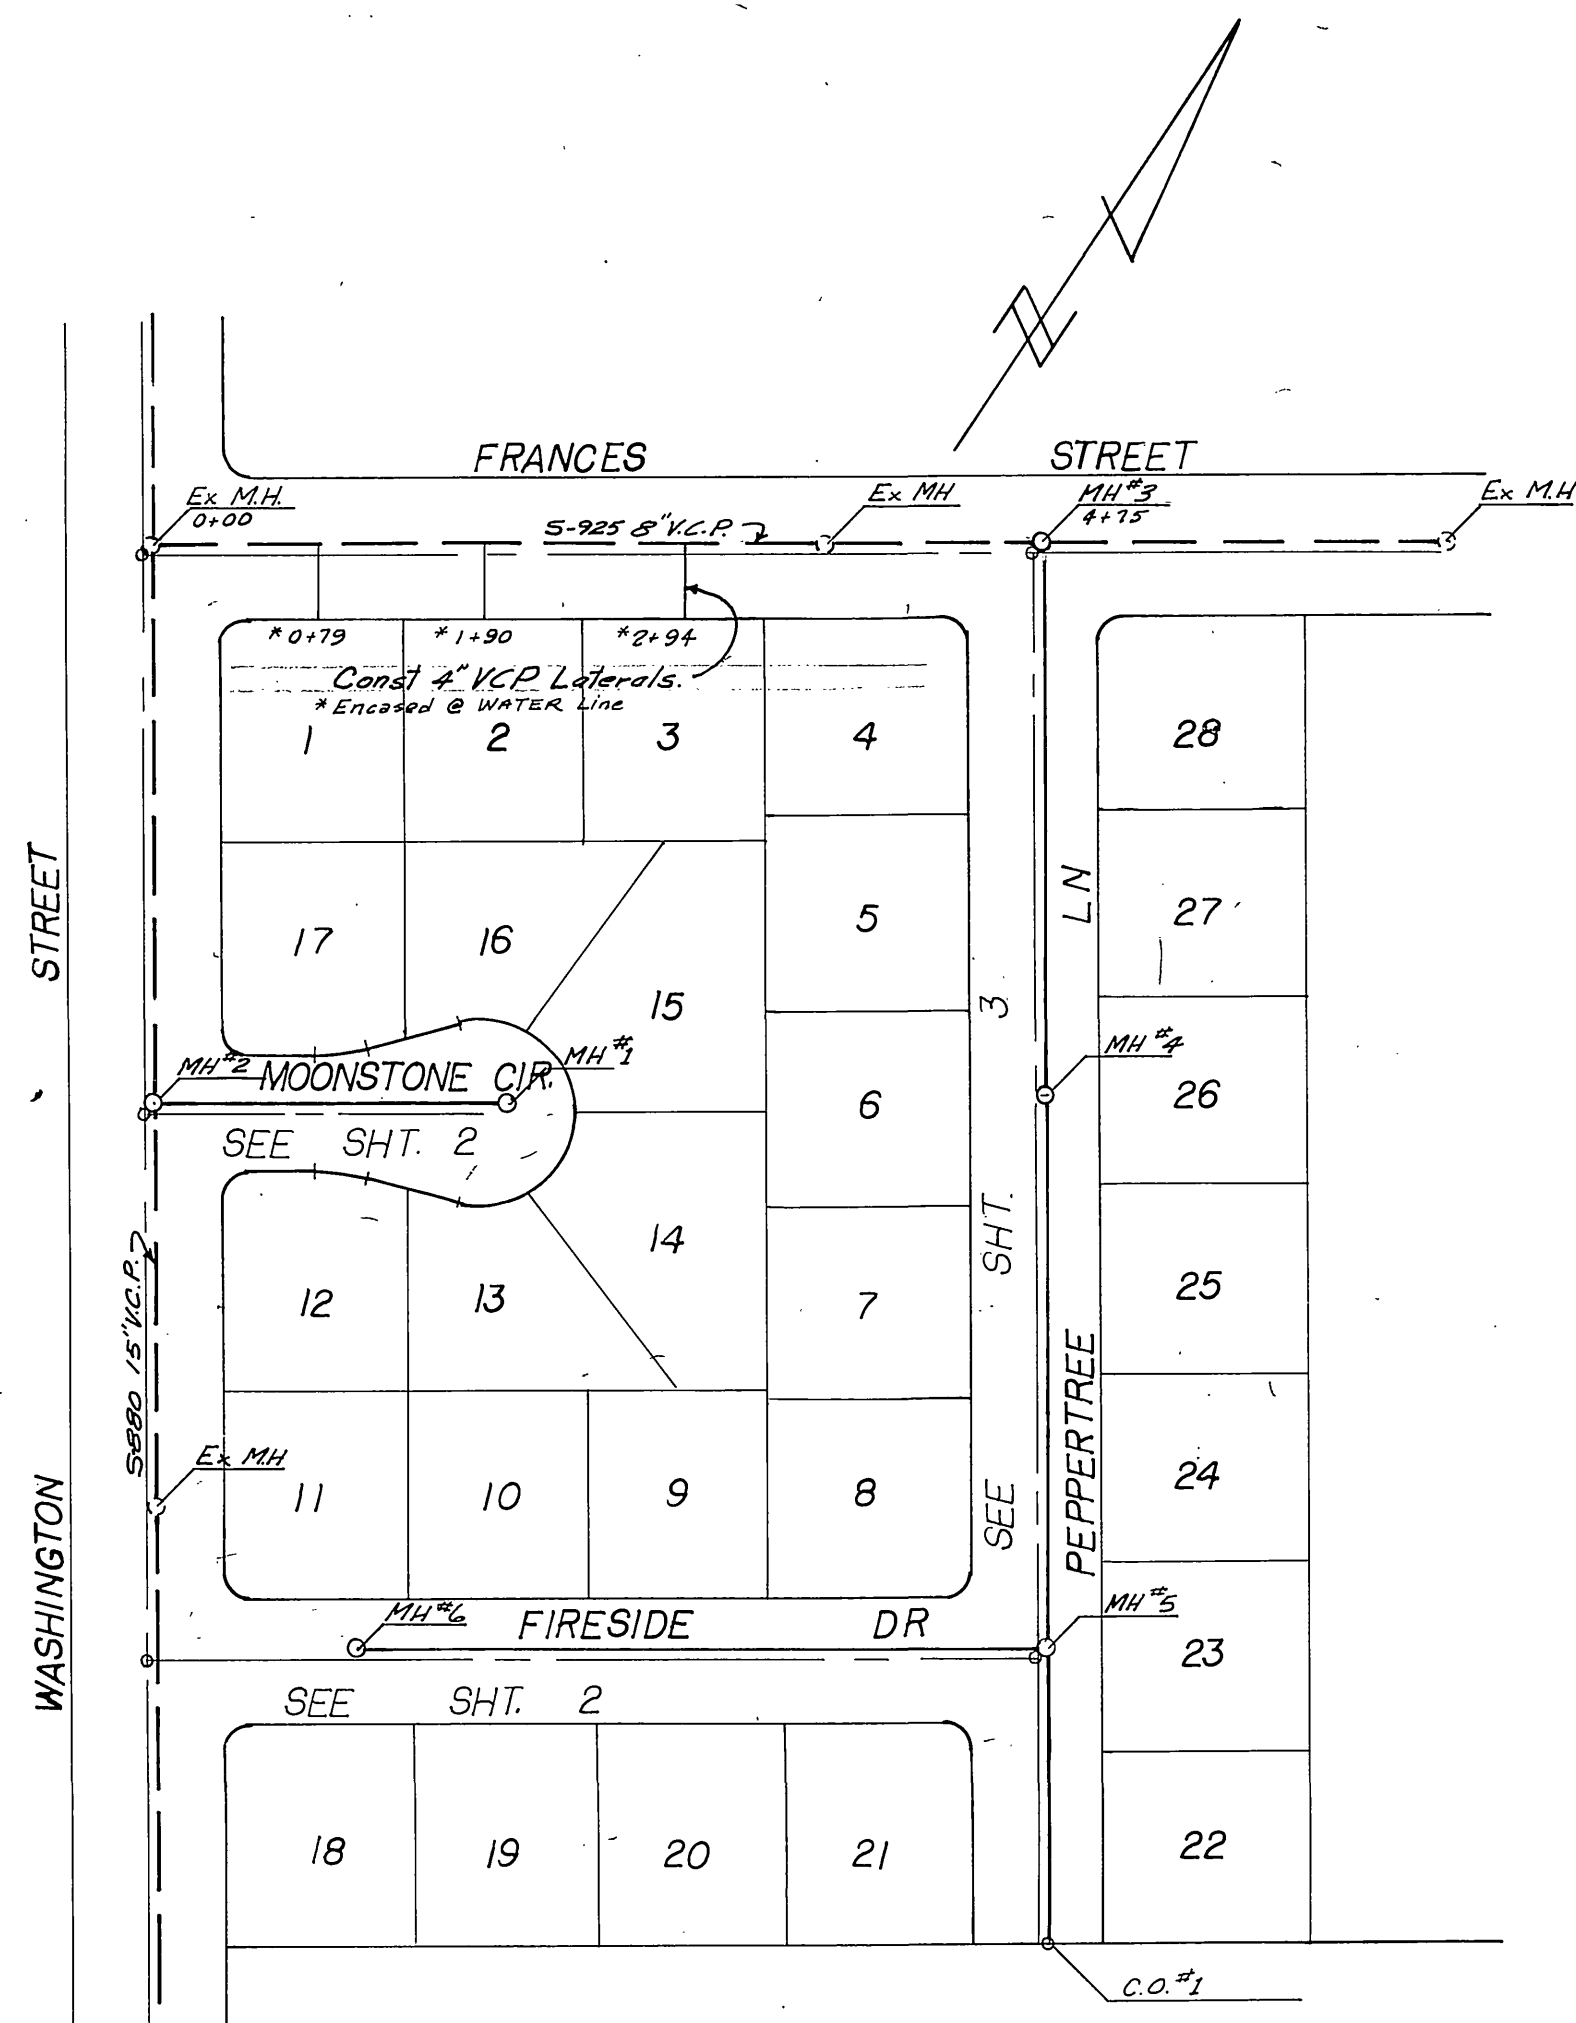 N
FRANCES STREET
Ex M.H.
0+00
Ex MH
MH #3
4+75
Ex M.H
S-925 8" V.C.P.
* 0+79
* 1+90
* 2+94
Const 4" VCP Laterals.
* Encased @ WATER Line
1
2
3
4
28
STREET
LN
5
27
17
16
15
3
MH #2
MOONSTONE CIR.
MH #1
MH #4
6
26
SEE SHT. 2
SHT.
14
S-880 15" V.C.P.
12
13
7
25
PEPPERTREE
Ex M.H
11
10
9
8
SEE
24
WASHINGTON
MH #6
FIRESIDE DR
MH #5
23
SEE SHT. 2
18
19
20
21
22
C.O. #1